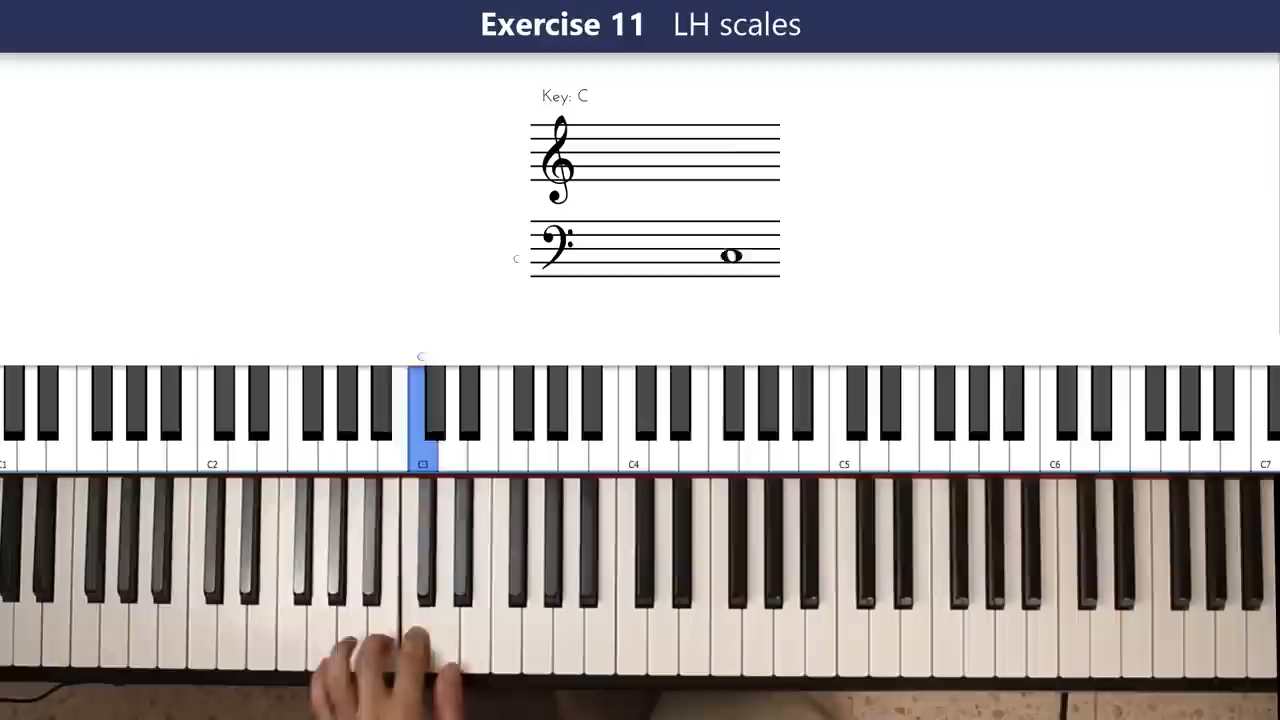 Exercise 11 LH scales
Key: C
C
C
C1 C2 C3 C4 C5 C6 C7